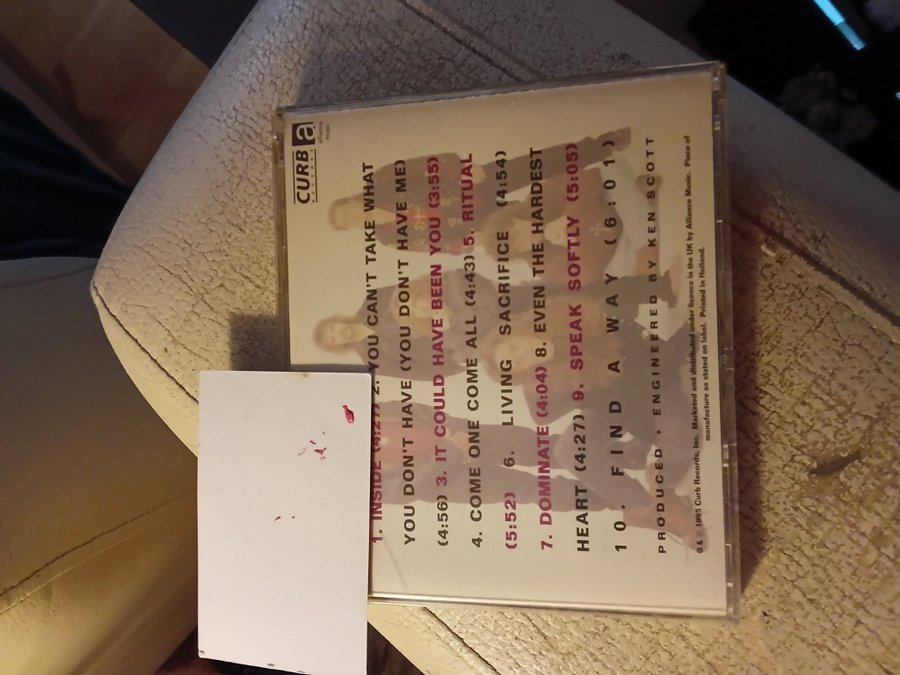 CURB
RECORDS
a
alliance
music
1. INSIDE (4:27) 2. YOU CAN'T TAKE WHAT
YOU DON'T HAVE (YOU DON'T HAVE ME)
(4:56) 3. IT COULD HAVE BEEN YOU (3:55)
4. COME ONE COME ALL (4:43) 5. RITUAL
(5:52) 6. LIVING SACRIFICE (4:54)
7. DOMINATE (4:04) 8. EVEN THE HARDEST
HEART (4:27) 9. SPEAK SOFTLY (5:05)
10. FIND A WAY (6:01)
PRODUCED + ENGINEERED BY KEN SCOTT
© & ℗ 1995 Curb Records, Inc. Marketed and distributed under licence in the UK by Alliance Music. Place of
manufacture as stated on label. Printed in Holland.